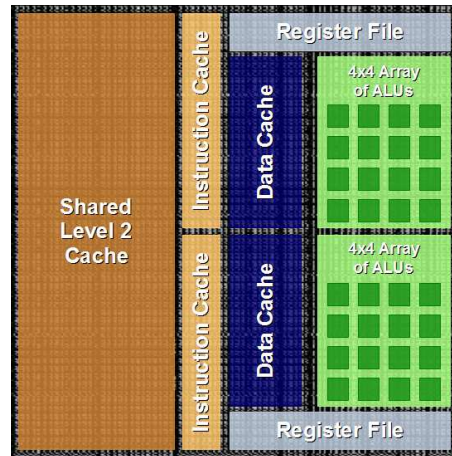 Shared
Level 2
Cache
Instruction Cache
Register File
Data Cache
4x4 Array
of ALUs
Instruction Cache
Data Cache
4x4 Array
of ALUs
Register File